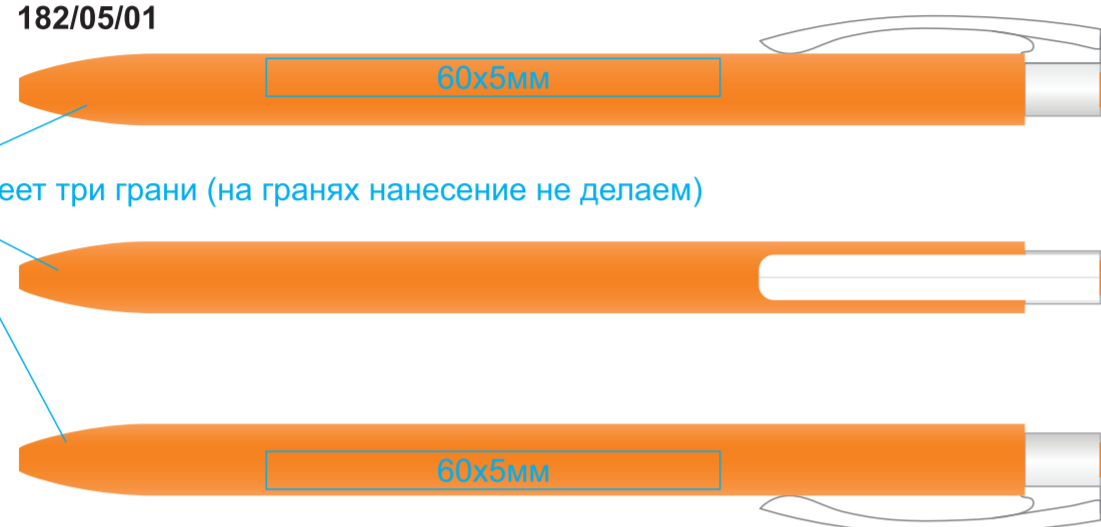 182/05/01
60х5мм
еет три грани (на гранях нанесение не делаем)
60х5мм